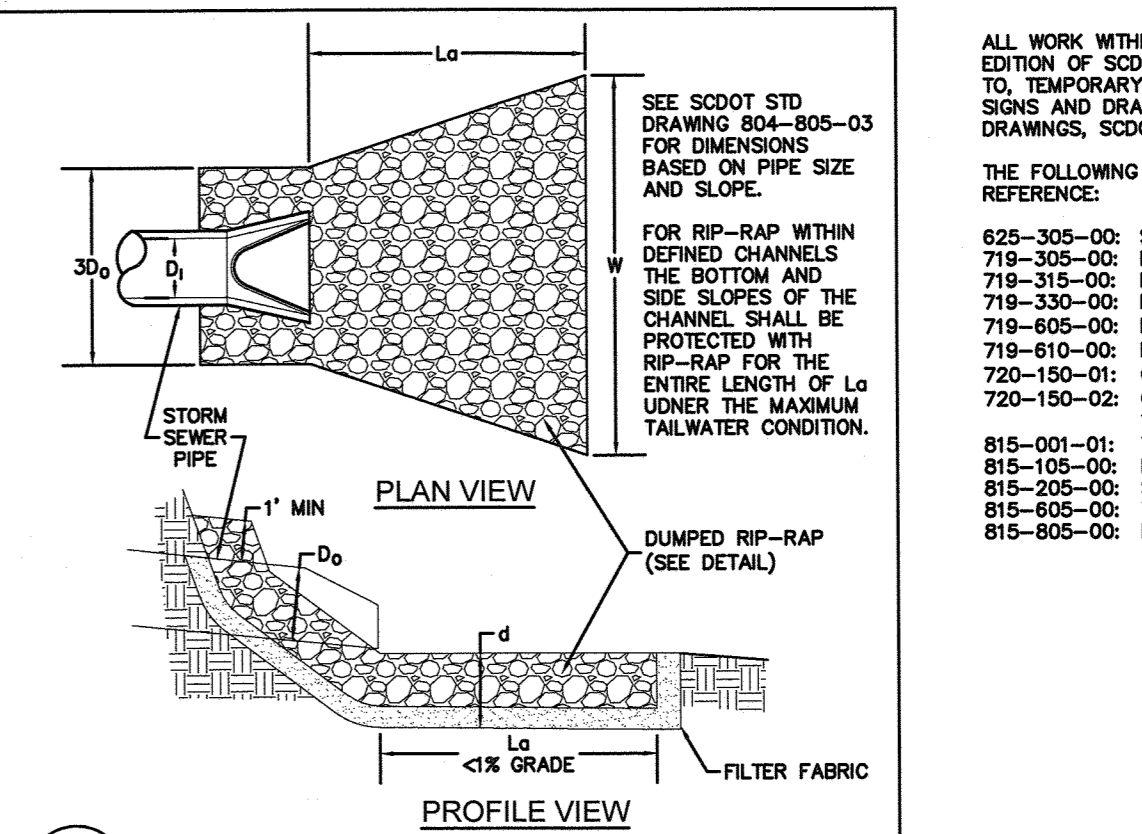 La
SEE SCDOT STD
DRAWING 804-805-03
FOR DIMENSIONS
BASED ON PIPE SIZE
AND SLOPE.
FOR RIP-RAP WITHIN
DEFINED CHANNELS
THE BOTTOM AND
SIDE SLOPES OF THE
CHANNEL SHALL BE
PROTECTED WITH
RIP-RAP FOR THE
ENTIRE LENGTH OF La
UDNER THE MAXIMUM
TAILWATER CONDITION.
3Do
DI
W
STORM
SEWER
PIPE
PLAN VIEW
1' MIN
Do
DUMPED RIP-RAP
(SEE DETAIL)
d
La
<1% GRADE
FILTER FABRIC
PROFILE VIEW
ALL WORK
EDITION OF
TO, TEMPORARY
SIGNS AND
DRAWINGS,
THE FOLLOWING
REFERENCE:
625-305-00:
719-305-00:
719-315-00:
719-330-00:
719-605-00:
719-610-00:
720-150-01:
720-150-02:
815-001-01:
815-105-00:
815-205-00:
815-605-00:
815-805-00: